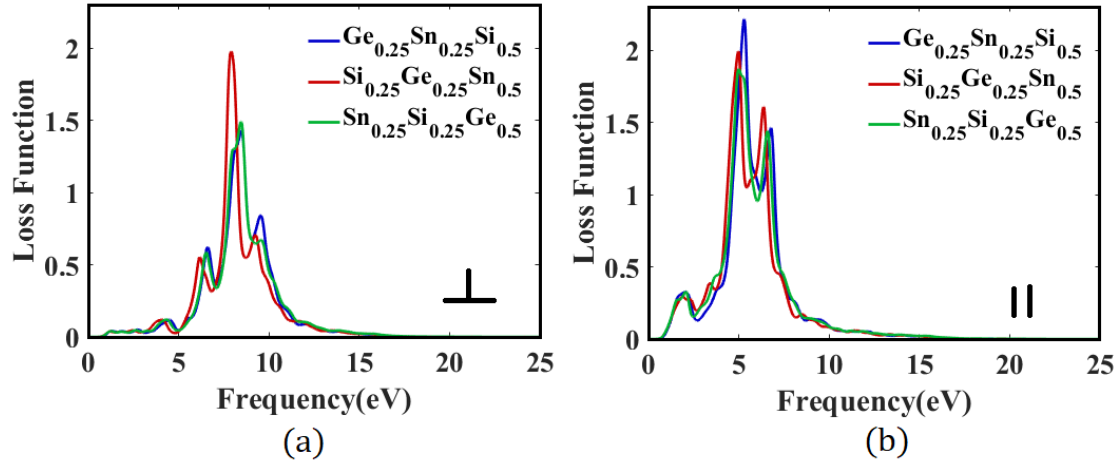 2
1.5
1
0.5
0
Loss Function
Ge0.25Sn0.25Si0.5
Si0.25Ge0.25Sn0.5
Sn0.25Si0.25Ge0.5
⊥
0 5 10 15 20 25
Frequency(eV)
(a)
2
1.5
1
0.5
0
Loss Function
Ge0.25Sn0.25Si0.5
Si0.25Ge0.25Sn0.5
Sn0.25Si0.25Ge0.5
||
0 5 10 15 20 25
Frequency(eV)
(b)